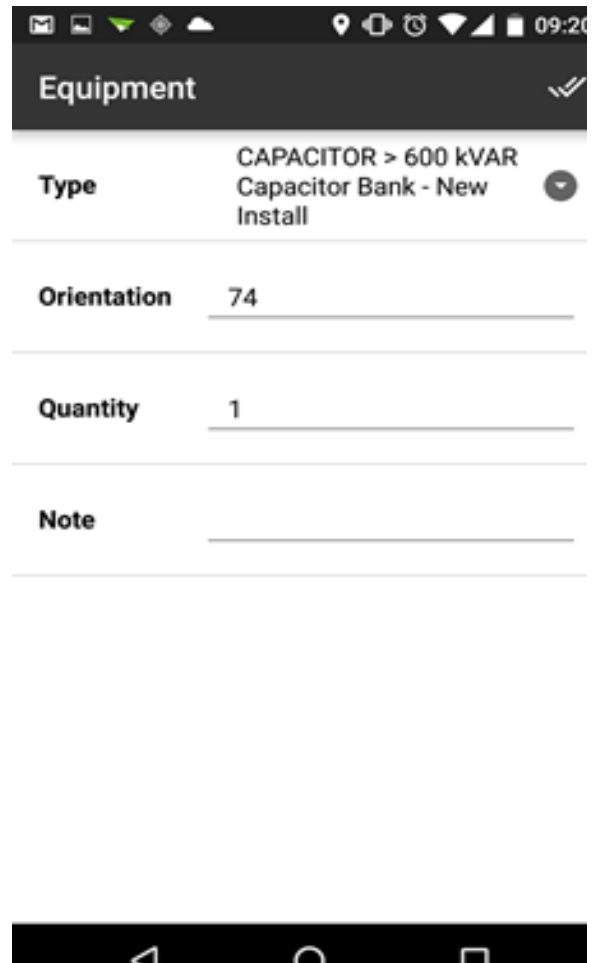 09:20
Equipment
Type
CAPACITOR > 600 kVAR
Capacitor Bank - New
Install
Orientation
74
Quantity
1
Note